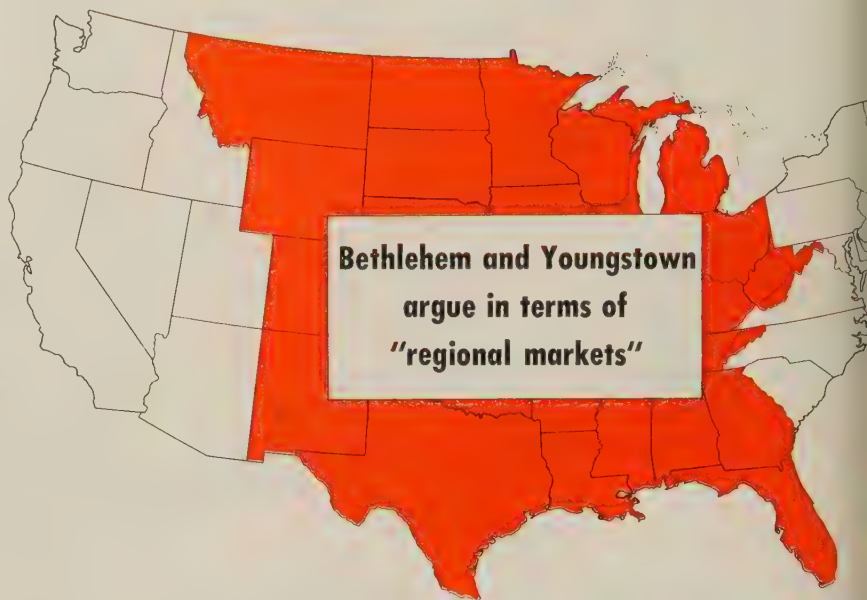 Bethlehem and Youngstown
argue in terms of
"regional markets"